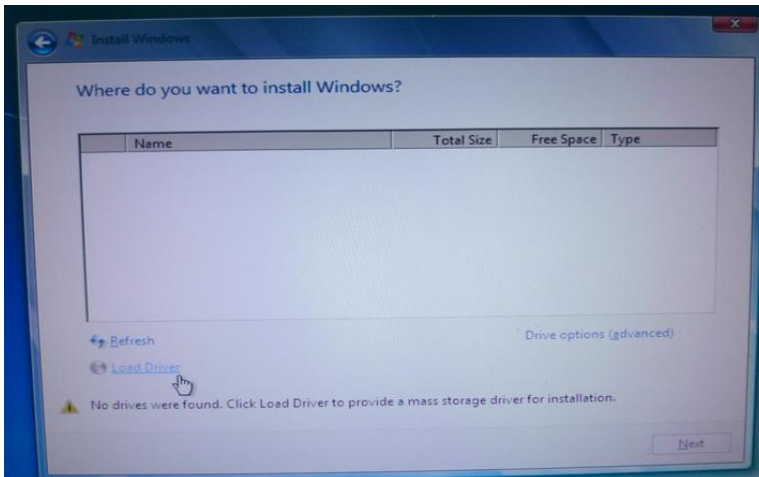 Install Windows
Where do you want to install Windows?
Name Total Size Free Space Type
Refresh Drive options (advanced)
Load Driver
No drives were found. Click Load Driver to provide a mass storage driver for installation.
Next